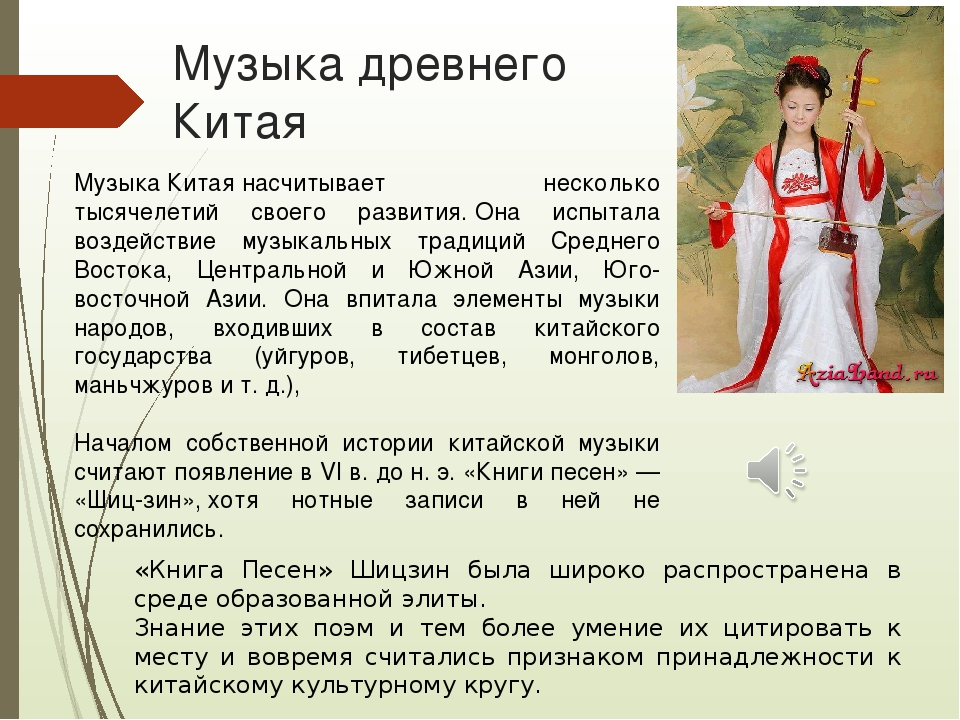 Музыка древнего
Китая
Музыка Китая насчитывает несколько
тысячелетий своего развития. Она испытала
воздействие музыкальных традиций Среднего
Востока, Центральной и Южной Азии, Юго-
восточной Азии. Она впитала элементы музыки
народов, входивших в состав китайского
государства (уйгуров, тибетцев, монголов,
маньчжуров и т. д.),
Началом собственной истории китайской музыки
считают появление в VI в. до н. э. «Книги песен» —
«Шиц-зин», хотя нотные записи в ней не
сохранились.
«Книга Песен» Шицзин была широко распространена в
среде образованной элиты.
Знание этих поэм и тем более умение их цитировать к
месту и вовремя считались признаком принадлежности к
китайскому культурному кругу.
AziaLand.ru